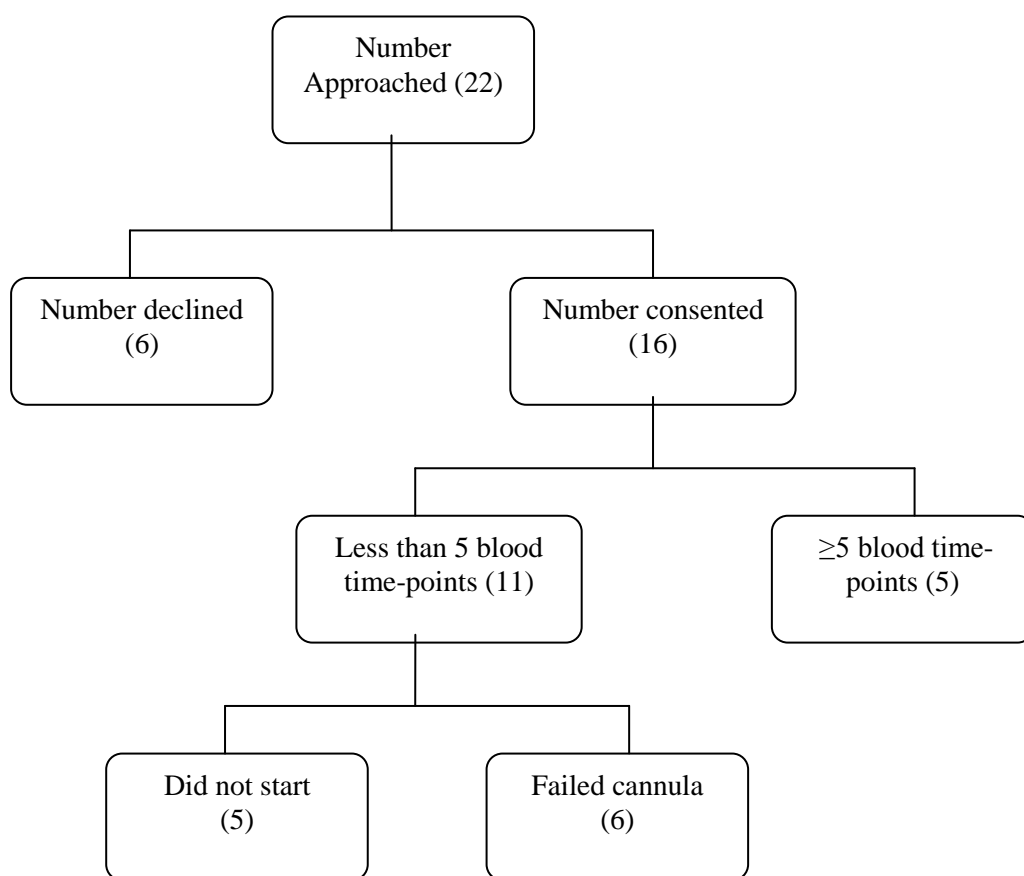 Number
Approached (22)
Number declined
(6)
Number consented
(16)
Less than 5 blood
time-points (11)
≥5 blood time-
points (5)
Did not start
(5)
Failed cannula
(6)